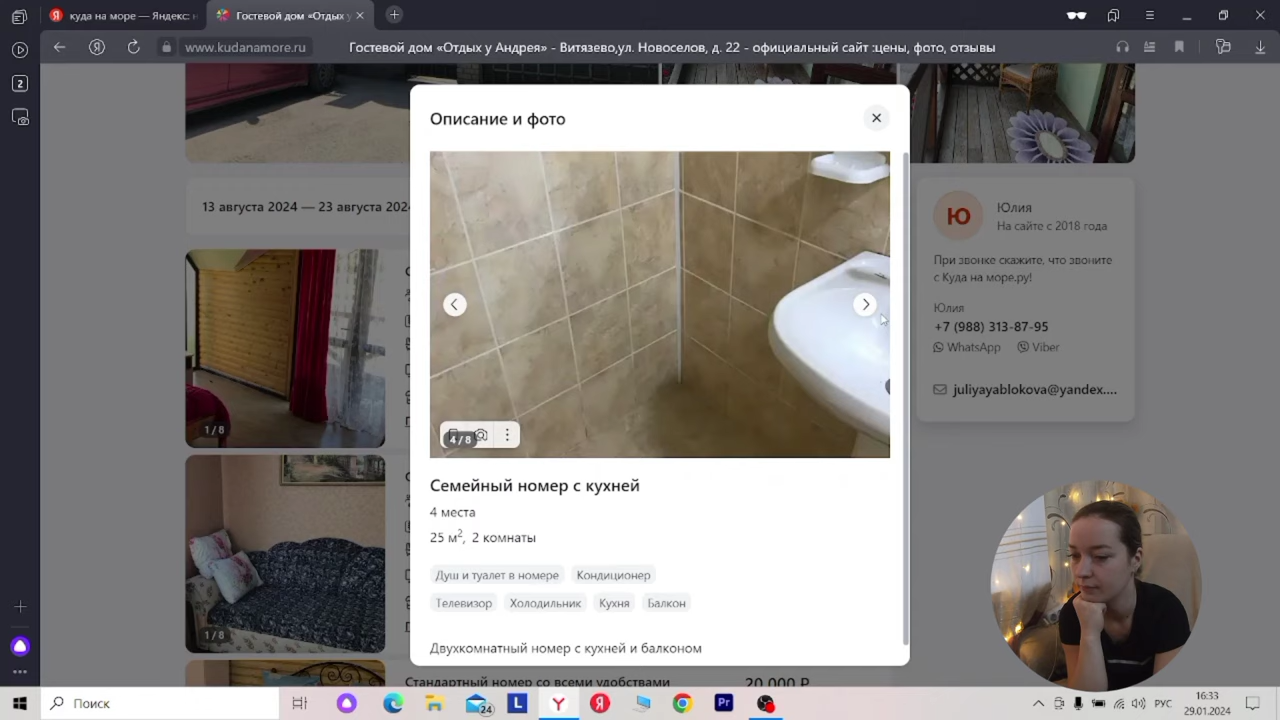 куда на море — Яндекс: н
Гостевой дом «Отдых у
www.kudanamore.ru
Гостевой дом «Отдых у Андрея» - Витязево,ул. Новоселов, д. 22 - официальный сайт :цены, фото, отзывы
2
Описание и фото
13 августа 2024 — 23 августа 202
1/8
1/8
4/8
Семейный номер с кухней
4 места
25 м², 2 комнаты
Душ и туалет в номере
Кондиционер
Телевизор
Холодильник
Кухня
Балкон
Двухкомнатный номер с кухней и балконом
Стандартный номер со всеми удобствами
20 000 ₽
Ю
Юлия
На сайте с 2018 года
При звонке скажите, что звоните
с Куда на море.ру!
Юлия
+7 (988) 313-87-95
WhatsApp
Viber
juliyayablokova@yandex....
Поиск
24
L
Я
Pr
РУС
16:33
29.01.2024